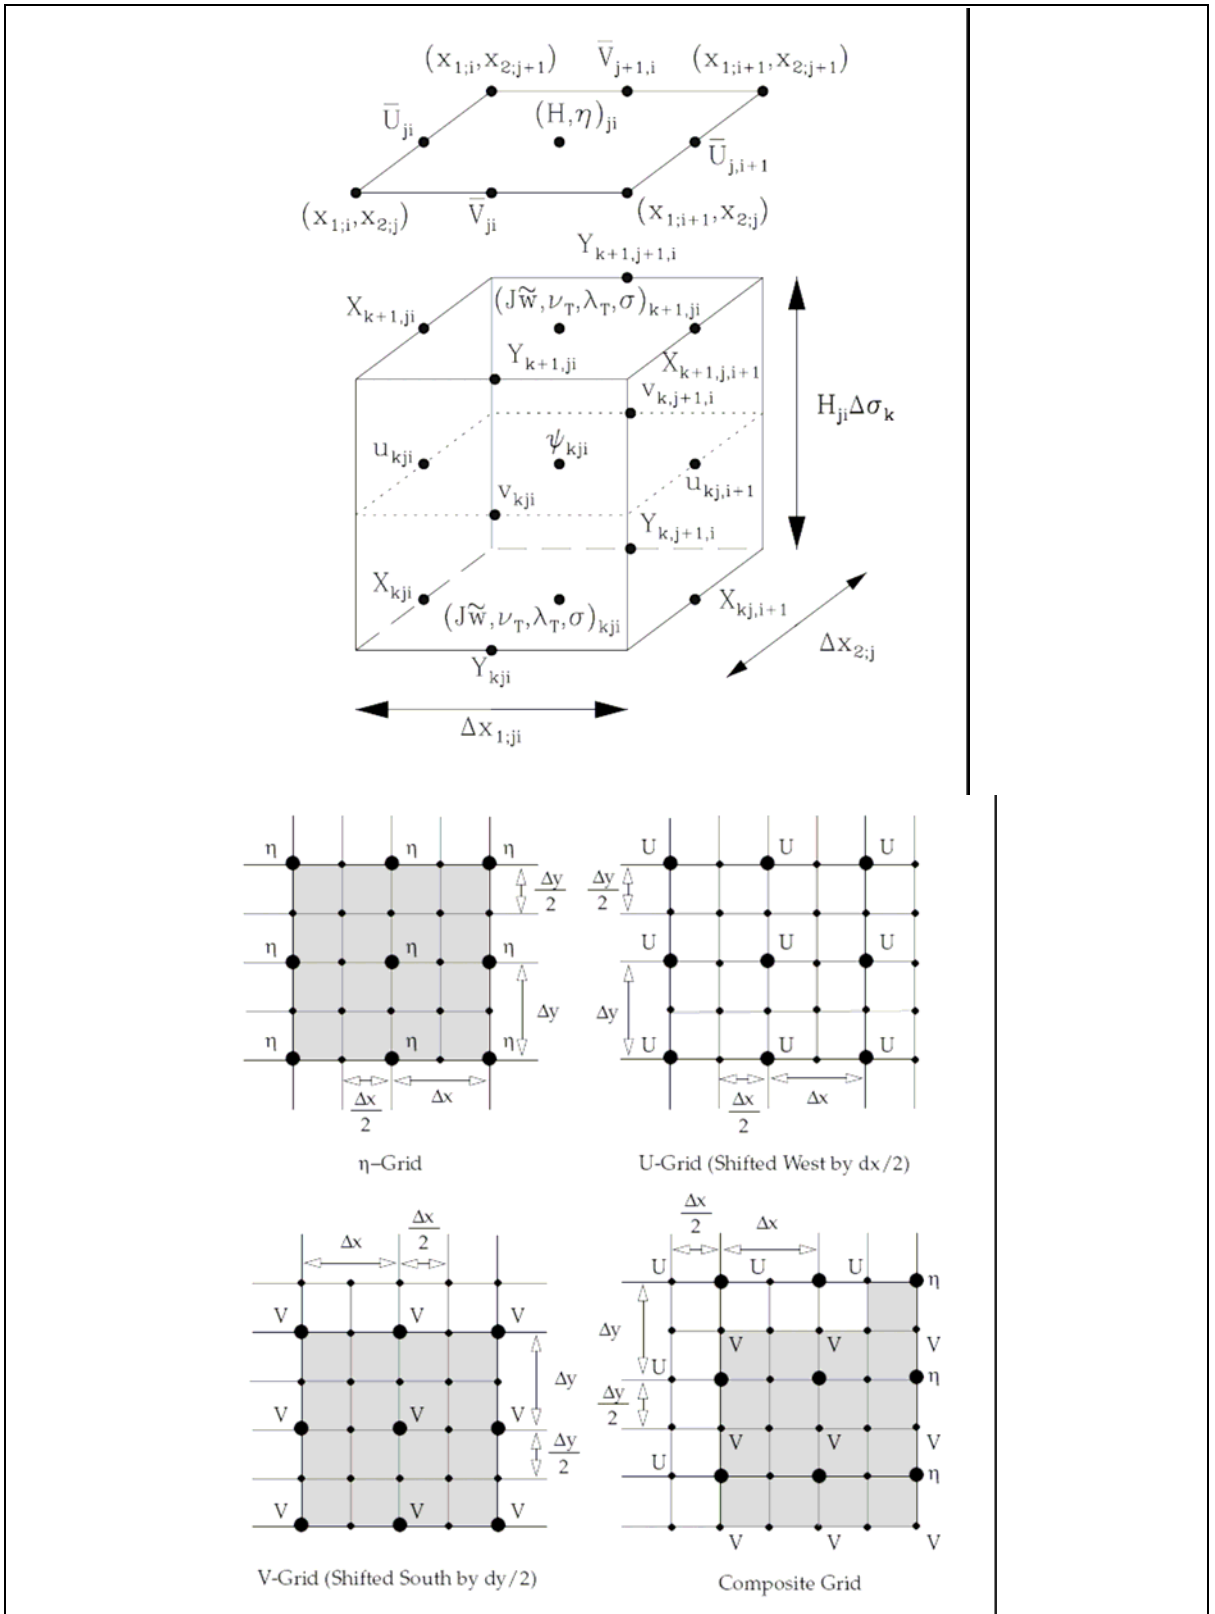 (x1;i,x2;j+1) V̅j+1,i (x1;i+1,x2;j+1)
U̅ji (H,η)ji
U̅j,i+1
(x1;i,x2;j) V̅ji (x1;i+1,x2;j)
Yk+1,j+1,i
Xk+1,ji (Jw̃,νT,λT,σ)k+1,ji
Yk+1,ji Xk+1,j,i+1
vk,j+1,i
HjiΔσk
ukji ψkji
vkji ukj,i+1
Yk,j+1,i
Xkji Xkj,i+1
(Jw̃,νT,λT,σ)kji
Ykji
Δx2;j
Δx1;ji
η η η
Δy
2
η η η
Δy
η η η
Δx
2
Δx
η–Grid
U U U
Δy
2
U U U
Δy
U U U
Δx
2
Δx
U-Grid (Shifted West by dx/2)
Δx
Δx
2
V V V
Δy
V V V
Δy
2
V V V
V-Grid (Shifted South by dy/2)
Δx
2
Δx
U U U η
Δy
V V V
U η
Δy
2
V V V
U η
V V V
Composite Grid